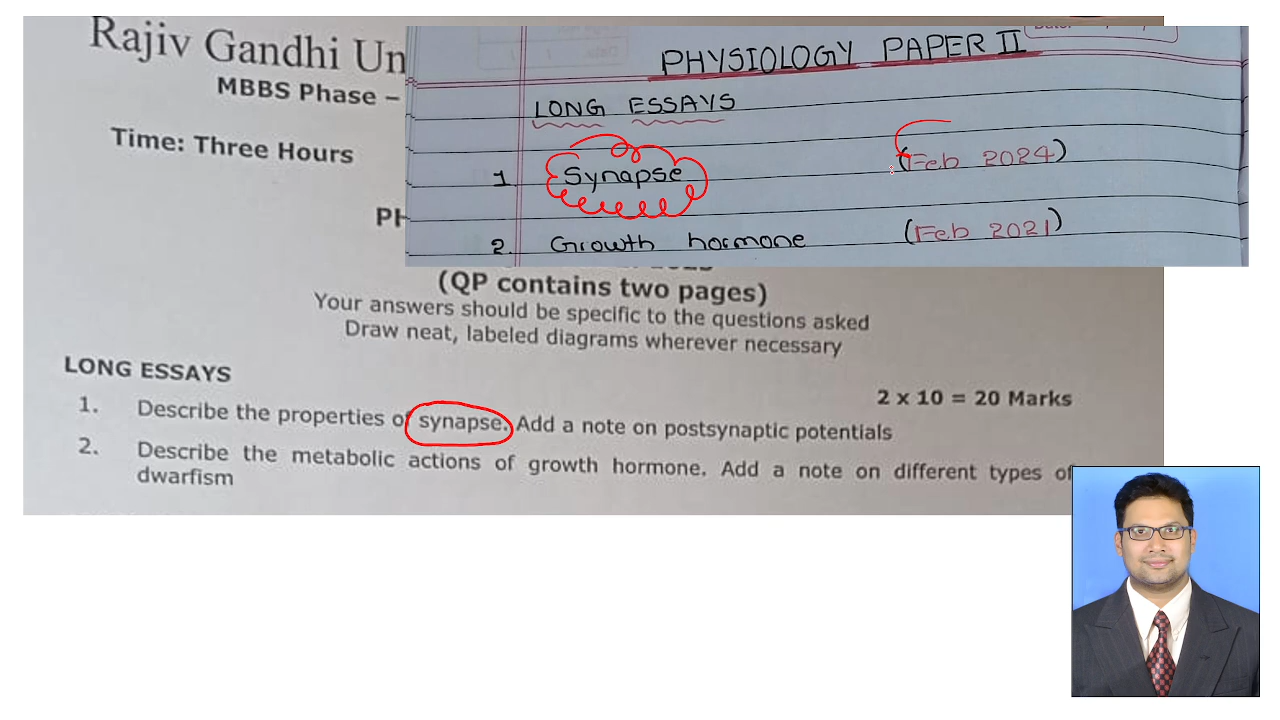 Rajiv Gandhi Un
MBBS Phase –
Time: Three Hours
PH
PHYSIOLOGY PAPER II
LONG ESSAYS
1. Synapse (Feb 2024)
2. Growth hormone (Feb 2021)
(QP contains two pages)
Your answers should be specific to the questions asked
Draw neat, labeled diagrams wherever necessary
LONG ESSAYS
2 x 10 = 20 Marks
1. Describe the properties of synapse. Add a note on postsynaptic potentials
2. Describe the metabolic actions of growth hormone. Add a note on different types of
dwarfism